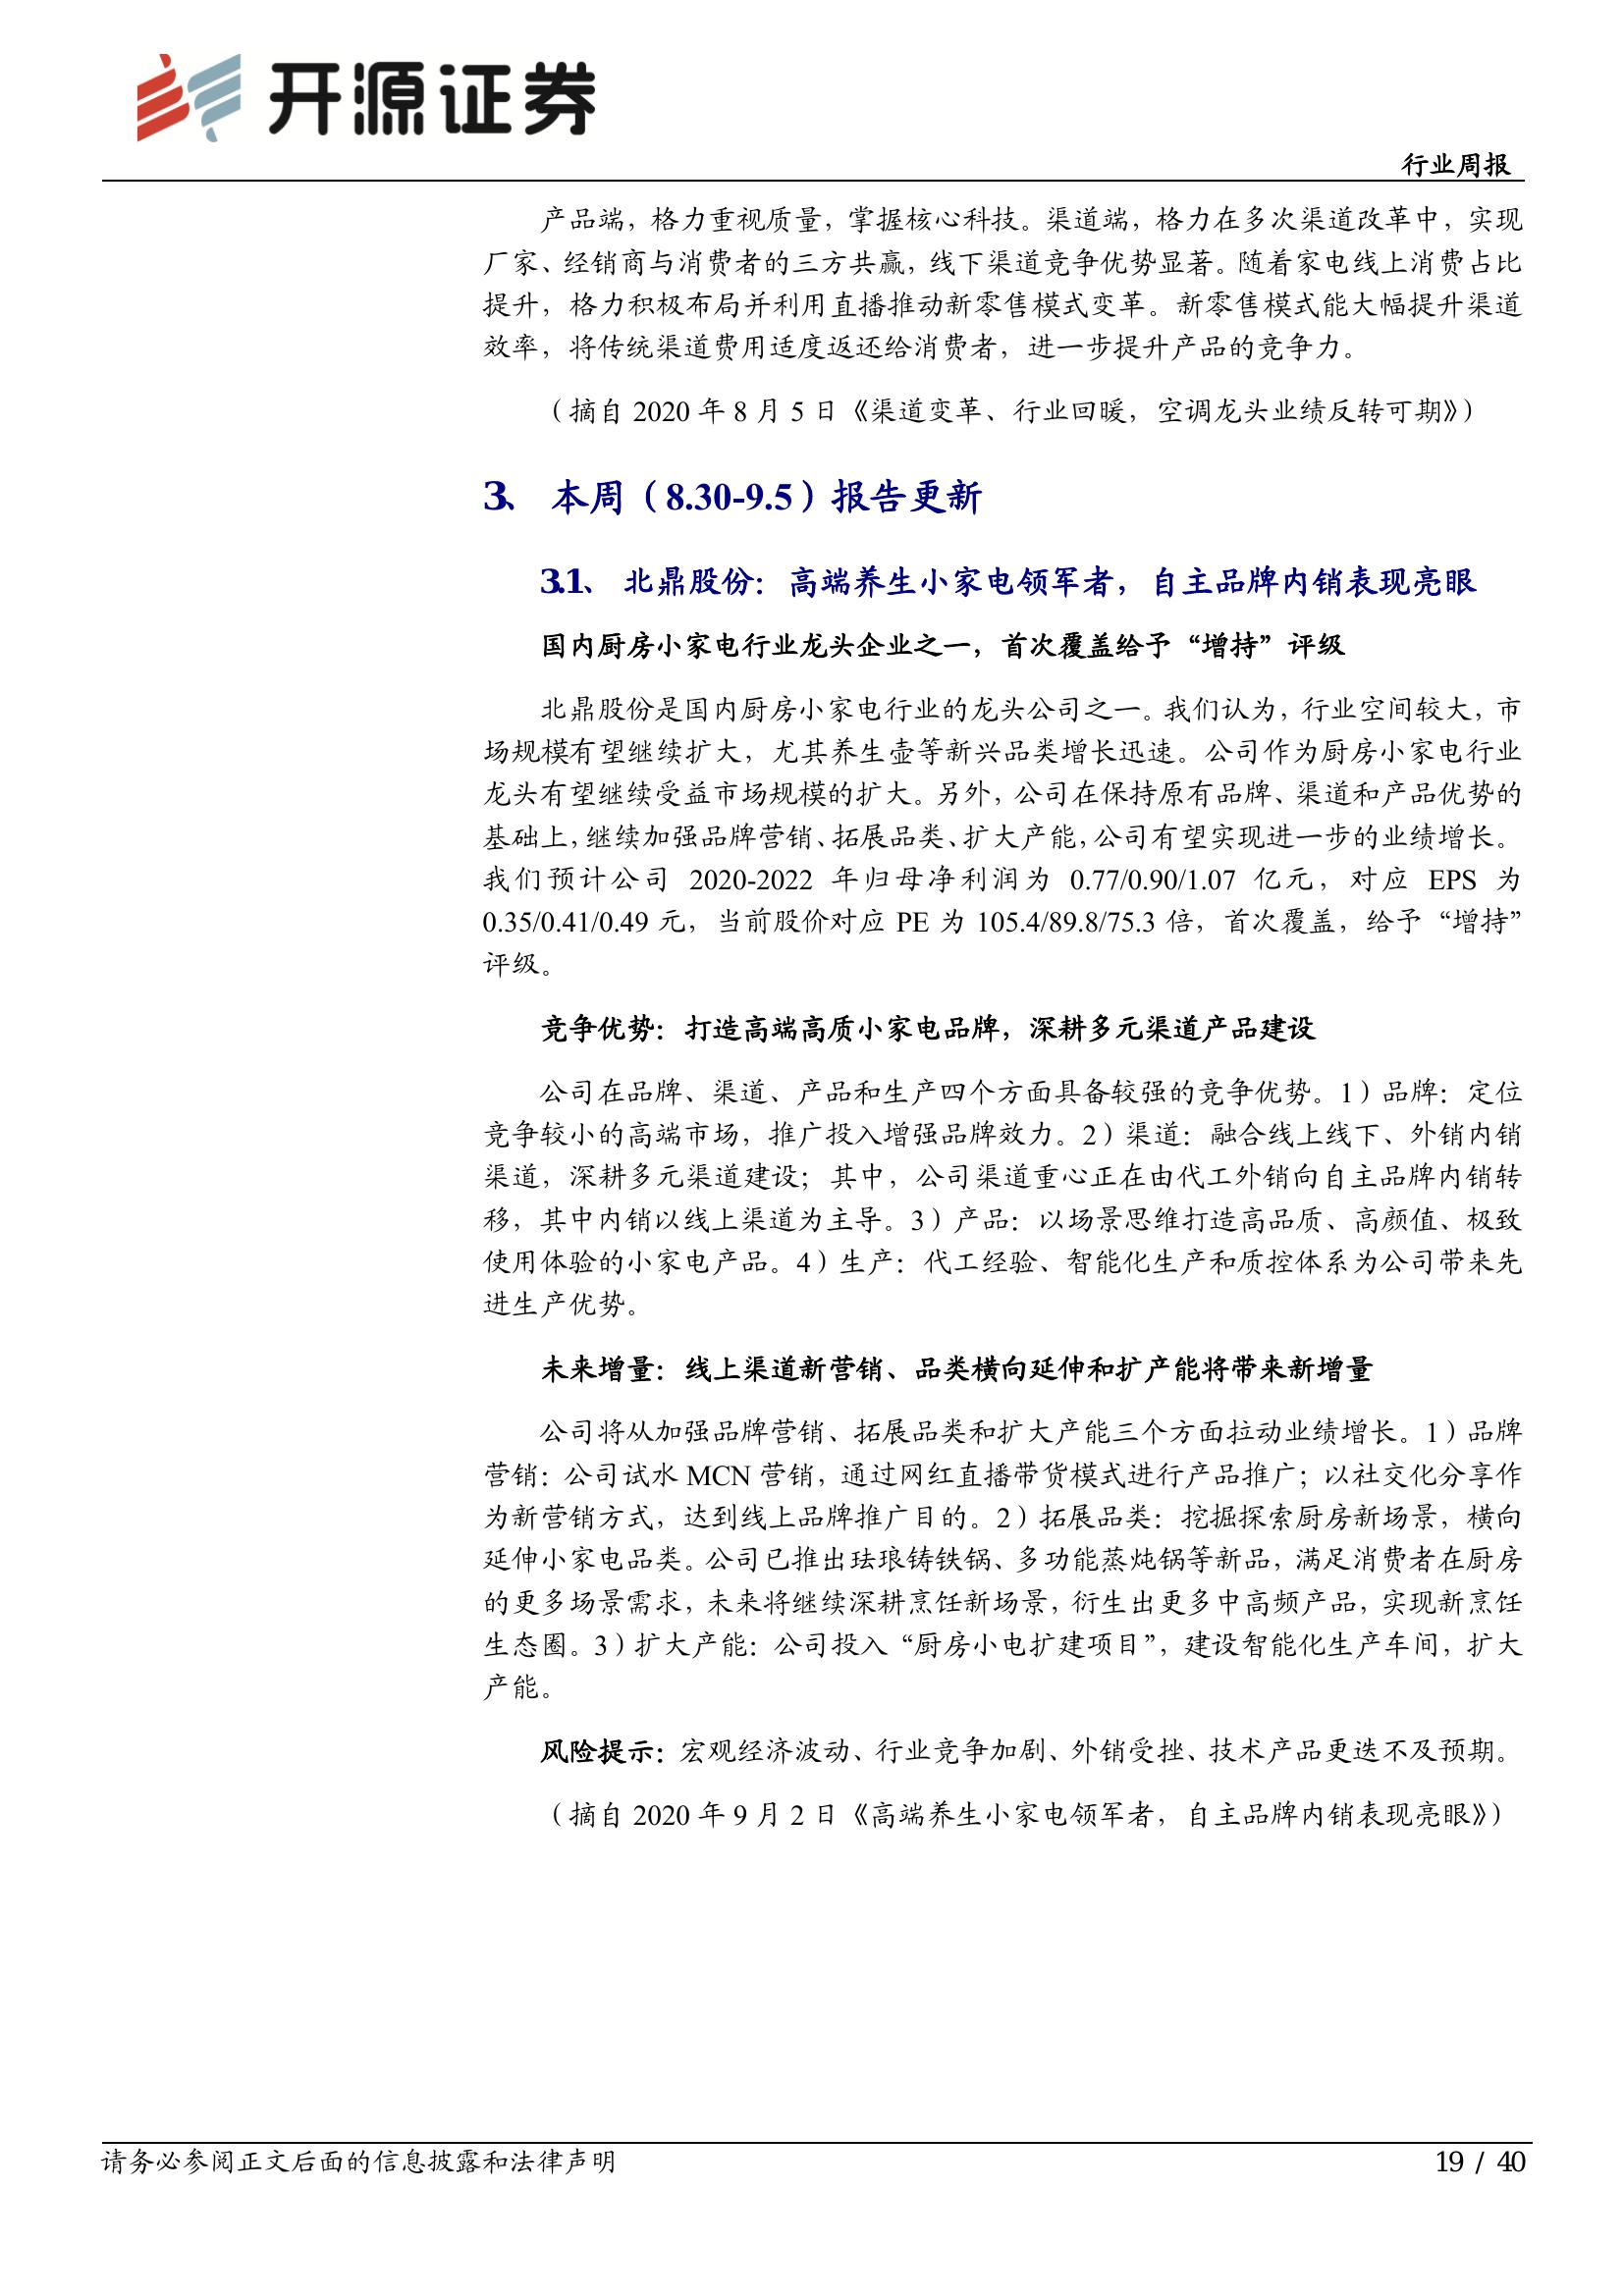 开源证券
行业周报
产品端，格力重视质量，掌握核心科技。渠道端，格力在多次渠道改革中，实现
厂家、经销商与消费者的三方共赢，线下渠道竞争优势显著。随着家电线上消费占比
提升，格力积极布局并利用直播推动新零售模式变革。新零售模式能大幅提升渠道
效率，将传统渠道费用适度返还给消费者，进一步提升产品的竞争力。
（摘自 2020 年 8 月 5 日《渠道变革、行业回暖，空调龙头业绩反转可期》）
3、 本周（8.30-9.5）报告更新
3.1、 北鼎股份：高端养生小家电领军者，自主品牌内销表现亮眼
国内厨房小家电行业龙头企业之一，首次覆盖给予“增持”评级
北鼎股份是国内厨房小家电行业的龙头公司之一。我们认为，行业空间较大，市
场规模有望继续扩大，尤其养生壶等新兴品类增长迅速。公司作为厨房小家电行业
龙头有望继续受益市场规模的扩大。另外，公司在保持原有品牌、渠道和产品优势的
基础上，继续加强品牌营销、拓展品类、扩大产能，公司有望实现进一步的业绩增长。
我们预计公司 2020-2022 年归母净利润为 0.77/0.90/1.07 亿元，对应 EPS 为
0.35/0.41/0.49 元，当前股价对应 PE 为 105.4/89.8/75.3 倍，首次覆盖，给予“增持”
评级。
竞争优势：打造高端高质小家电品牌，深耕多元渠道产品建设
公司在品牌、渠道、产品和生产四个方面具备较强的竞争优势。1）品牌：定位
竞争较小的高端市场，推广投入增强品牌效力。2）渠道：融合线上线下、外销内销
渠道，深耕多元渠道建设；其中，公司渠道重心正在由代工外销向自主品牌内销转
移，其中内销以线上渠道为主导。3）产品：以场景思维打造高品质、高颜值、极致
使用体验的小家电产品。4）生产：代工经验、智能化生产和质控体系为公司带来先
进生产优势。
未来增量：线上渠道新营销、品类横向延伸和扩产能将带来新增量
公司将从加强品牌营销、拓展品类和扩大产能三个方面拉动业绩增长。1）品牌
营销：公司试水 MCN 营销，通过网红直播带货模式进行产品推广；以社交化分享作
为新营销方式，达到线上品牌推广目的。2）拓展品类：挖掘探索厨房新场景，横向
延伸小家电品类。公司已推出珐琅铸铁锅、多功能蒸炖锅等新品，满足消费者在厨房
的更多场景需求，未来将继续深耕烹饪新场景，衍生出更多中高频产品，实现新烹饪
生态圈。3）扩大产能：公司投入“厨房小电扩建项目”，建设智能化生产车间，扩大
产能。
风险提示：宏观经济波动、行业竞争加剧、外销受挫、技术产品更迭不及预期。
（摘自 2020 年 9 月 2 日《高端养生小家电领军者，自主品牌内销表现亮眼》）
请务必参阅正文后面的信息披露和法律声明
19 / 40